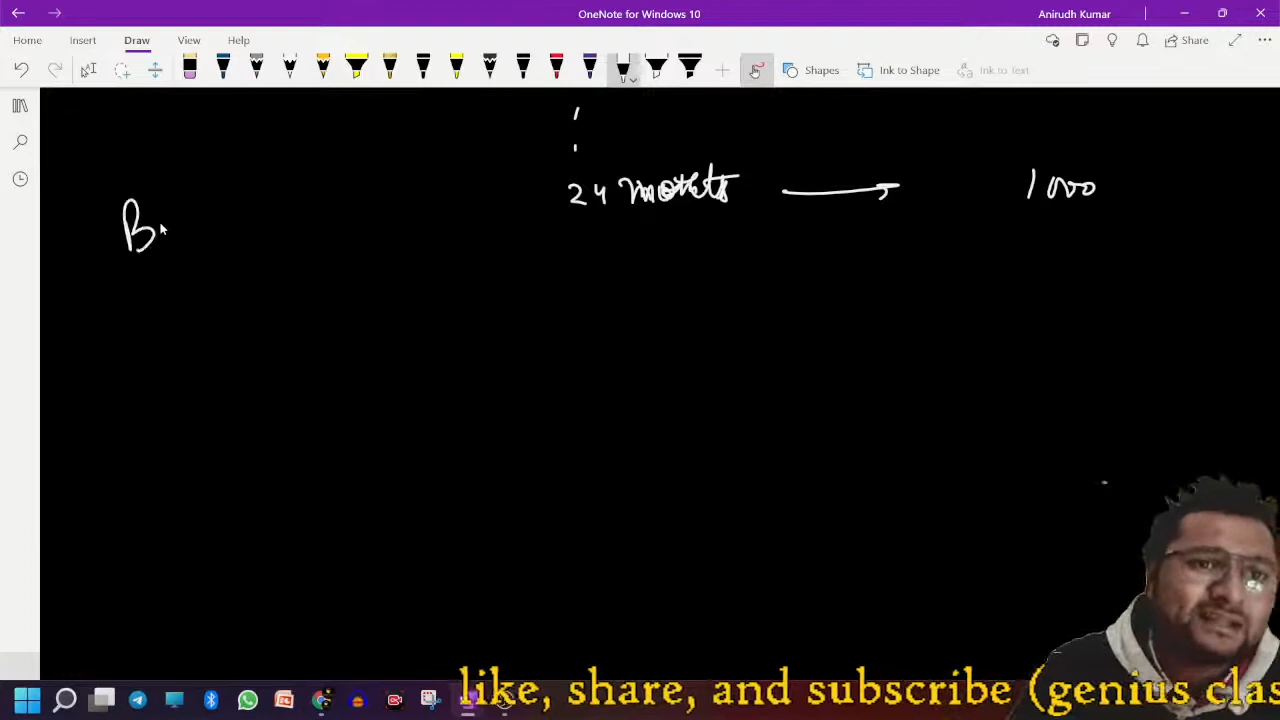 OneNote for Windows 10
Anirudh Kumar
Home Insert Draw View Help
Share
Shapes Ink to Shape Ink to Text
24 months 1000
B
like, share, and subscribe (genius clas